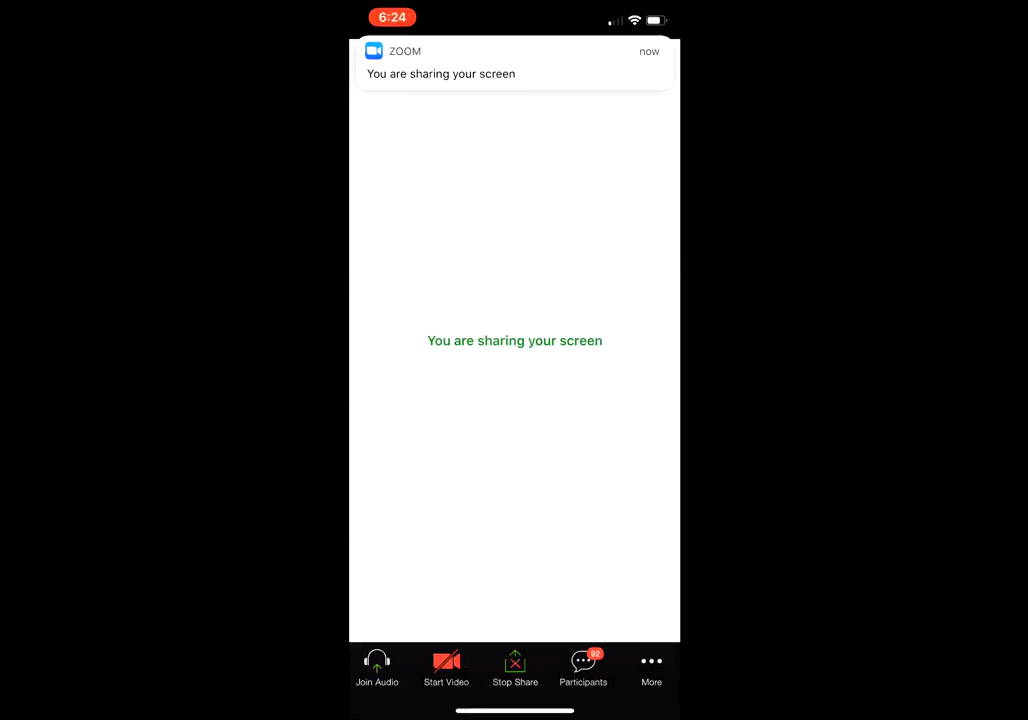 6:24
ZOOM
now
You are sharing your screen
You are sharing your screen
92
Join Audio
Start Video
Stop Share
Participants
More